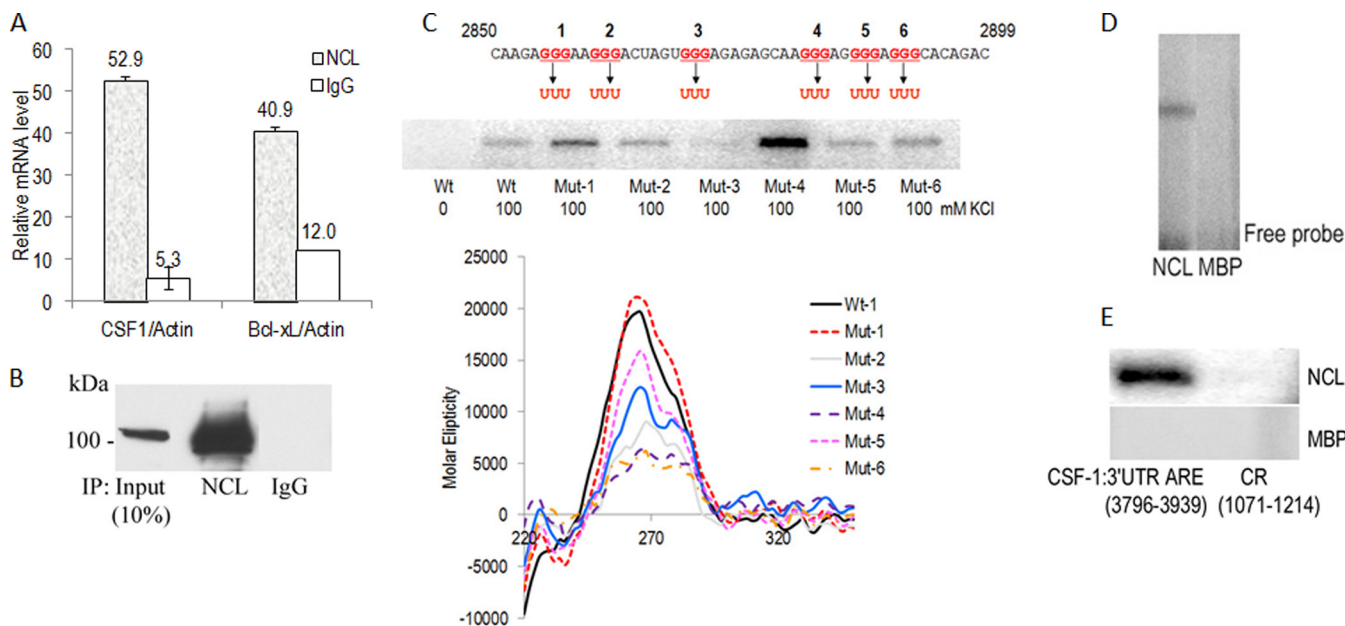 A
Relative mRNA level
60
50
40
30
20
10
0
52.9
5.3
40.9
12.0
NCL
IgG
CSF1/Actin
Bcl-xL/Actin
B
kDa
100 -
IP: Input NCL IgG
(10%)
C
2850 1 2 3 4 5 6 2899
CAAGAGGGAAGGGACUAGUGGGAGAGAGCAAGGGAGGGAGGGCACAGAC
UUU UUU UUU UUU UUU UUU
Wt Wt Mut-1 Mut-2 Mut-3 Mut-4 Mut-5 Mut-6
0 100 100 100 100 100 100 100 mM KCl
Molar Elipticity
25000
20000
15000
10000
5000
0
-5000
-10000
220 270 320
Wt-1
Mut-1
Mut-2
Mut-3
Mut-4
Mut-5
Mut-6
D
Free probe
NCL MBP
E
NCL
MBP
CSF-1:3'UTR ARE CR
(3796-3939) (1071-1214)